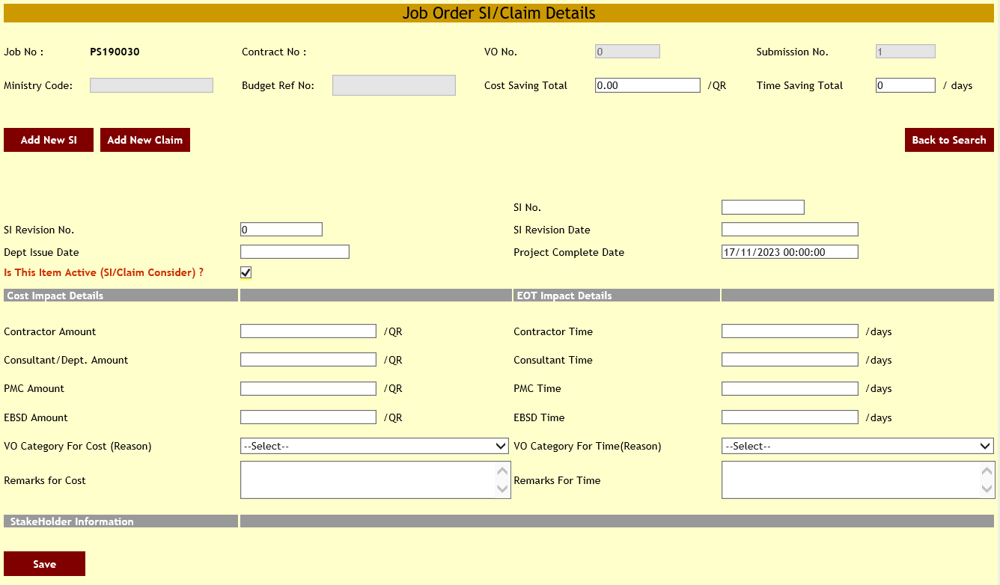 Job Order SI/Claim Details
Job No : PS190030 Contract No : VO No. 0 Submission No. 1
Ministry Code: Budget Ref No: Cost Saving Total 0.00 /QR Time Saving Total 0 / days
Add New SI Add New Claim Back to Search
SI No.
SI Revision No. 0 SI Revision Date
Dept Issue Date Project Complete Date 17/11/2023 00:00:00
Is This Item Active (SI/Claim Consider) ?
Cost Impact Details EOT Impact Details
Contractor Amount /QR Contractor Time /days
Consultant/Dept. Amount /QR Consultant Time /days
PMC Amount /QR PMC Time /days
EBSD Amount /QR EBSD Time /days
VO Category For Cost (Reason) --Select-- VO Category For Time(Reason) --Select--
Remarks for Cost Remarks For Time
StakeHolder Information
Save